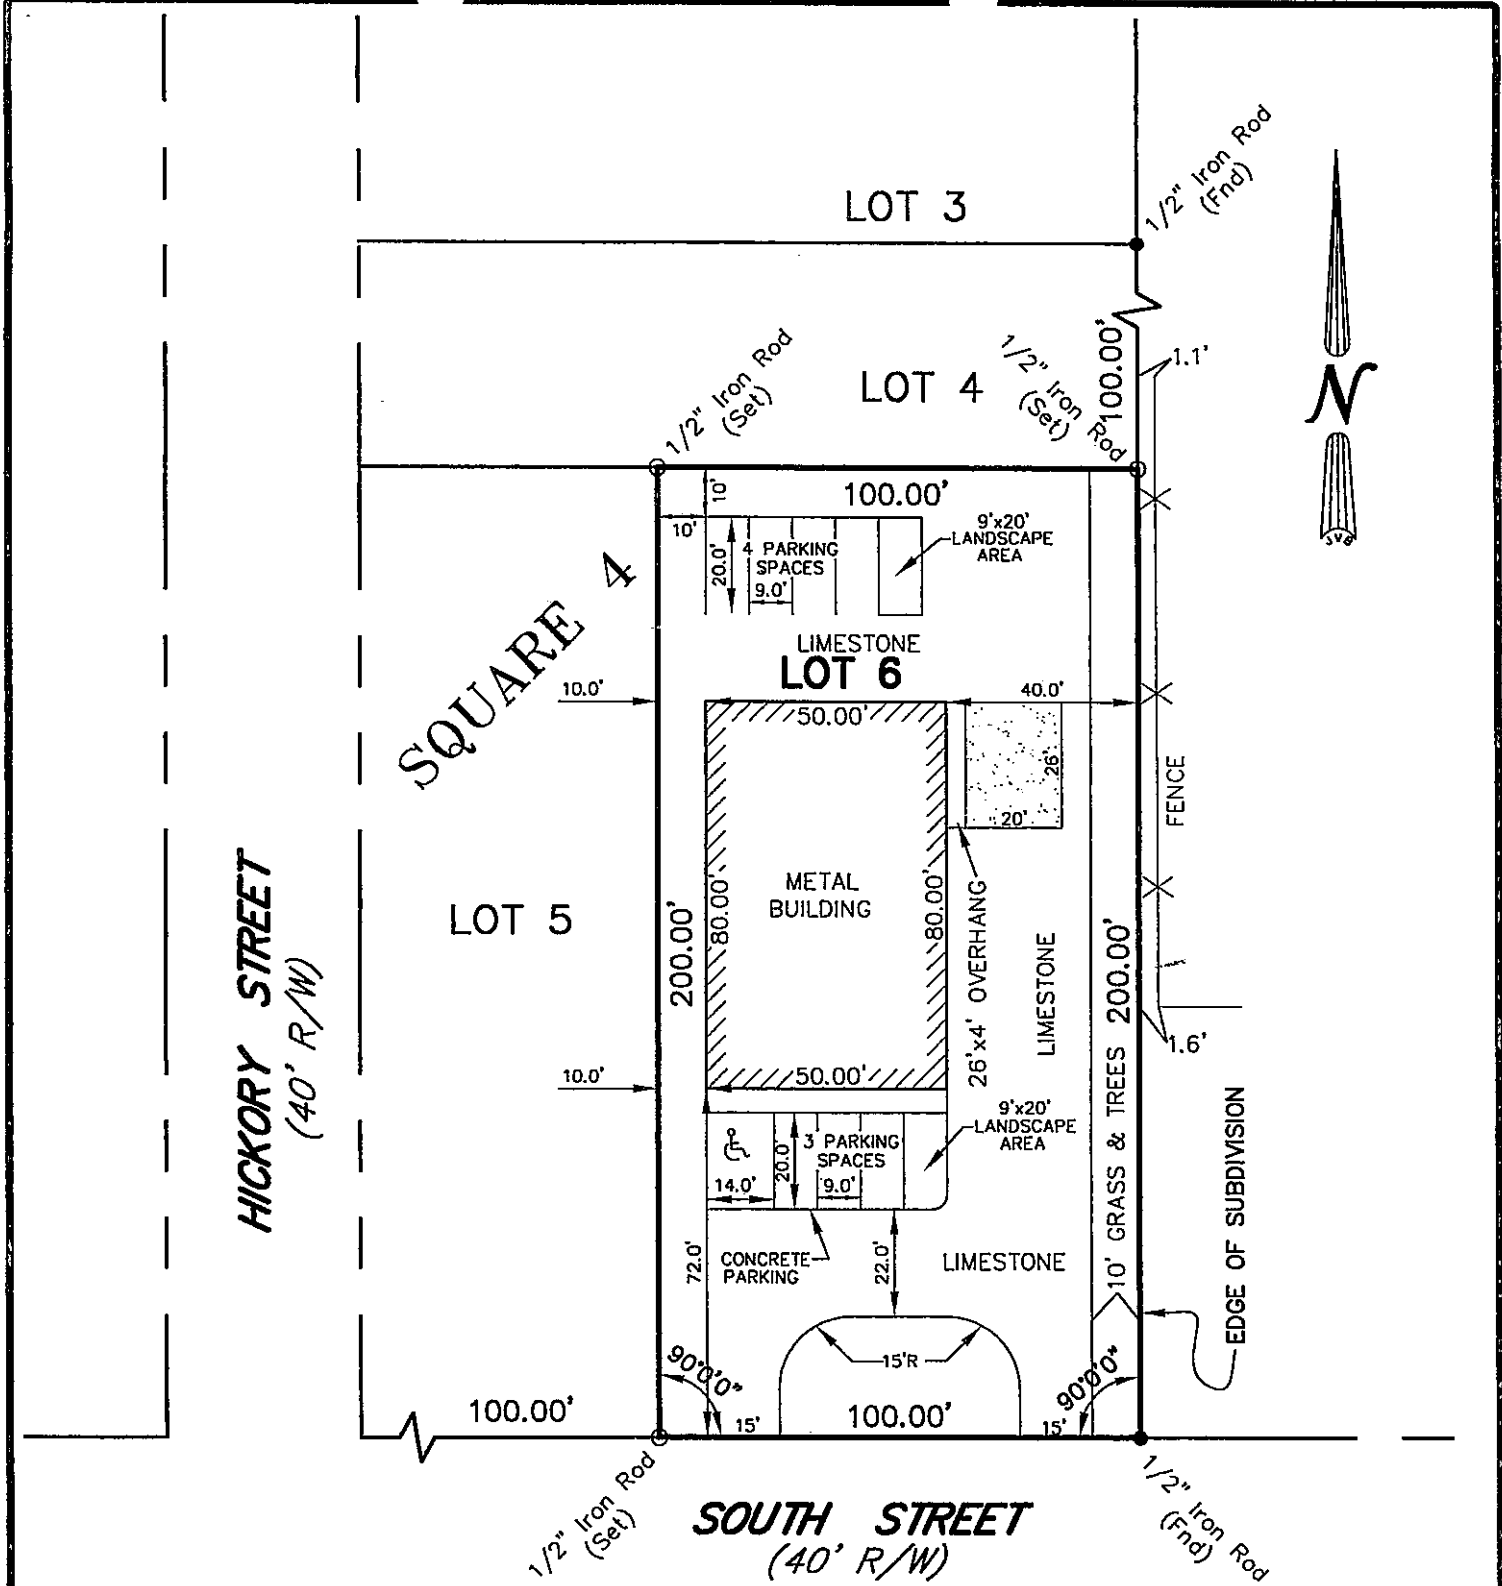 LOT 3
1/2" Iron Rod
(Fnd)
LOT 4
1/2" Iron Rod
(Set)
1/2" Iron Rod
(Set)
100.00'
1.1'
N
JVB
10'
100.00'
10'
20.0'
4 PARKING
SPACES
9.0'
9'x20'
LANDSCAPE
AREA
SQUARE 4
LIMESTONE
LOT 6
10.0'
50.00'
40.0'
26'
20'
FENCE
METAL
BUILDING
80.00'
80.00'
LOT 5
200.00'
26'x4' OVERHANG
LIMESTONE
200.00'
1.6'
HICKORY STREET
(40' R/W)
10.0'
50.00'
3 PARKING
SPACES
20.0'
14.0'
9.0'
9'x20'
LANDSCAPE
AREA
10' GRASS & TREES
EDGE OF SUBDIVISION
72.0'
CONCRETE
PARKING
22.0'
LIMESTONE
15'R
90°0'0"
90°0'0"
100.00'
15'
100.00'
15'
1/2" Iron Rod
(Set)
SOUTH STREET
(40' R/W)
1/2" Iron Rod
(Fnd)